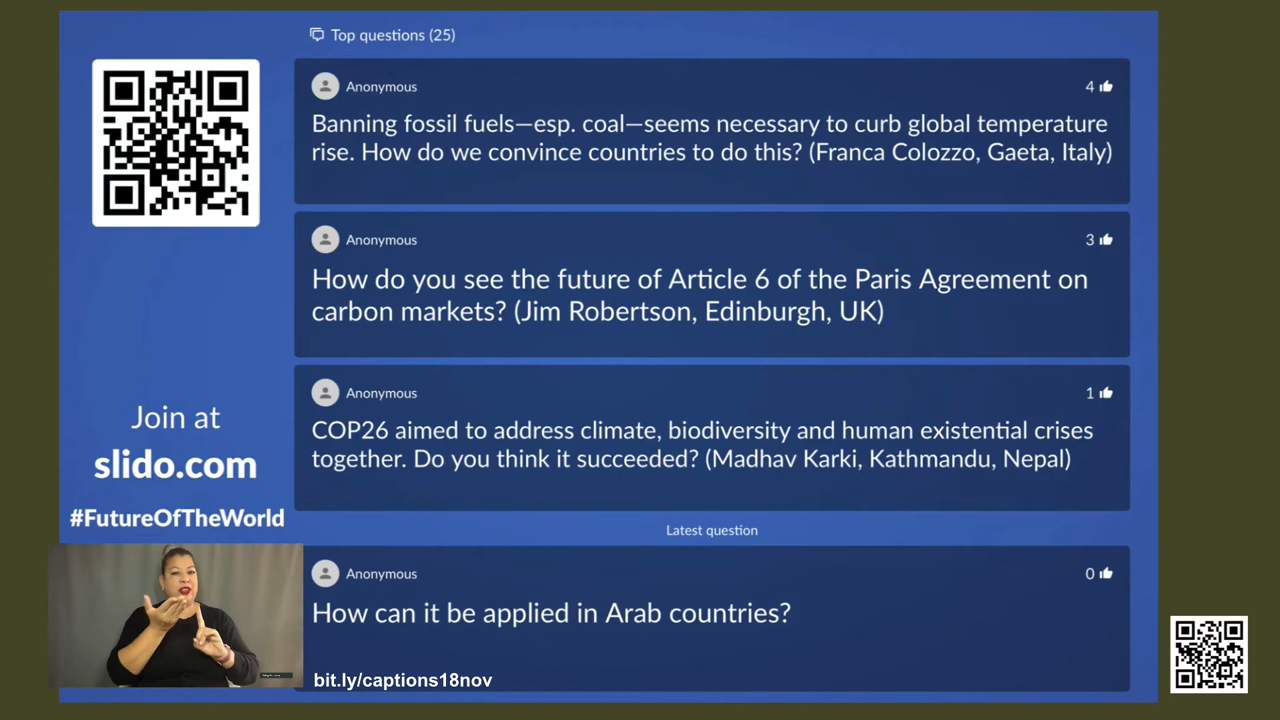 Top questions (25)
Anonymous
4
Banning fossil fuels—esp. coal—seems necessary to curb global temperature
rise. How do we convince countries to do this? (Franca Colozzo, Gaeta, Italy)
Anonymous
3
How do you see the future of Article 6 of the Paris Agreement on
carbon markets? (Jim Robertson, Edinburgh, UK)
Anonymous
1
COP26 aimed to address climate, biodiversity and human existential crises
together. Do you think it succeeded? (Madhav Karki, Kathmandu, Nepal)
Latest question
Anonymous
0
How can it be applied in Arab countries?
Join at
slido.com
#FutureOfTheWorld
bit.ly/captions18nov